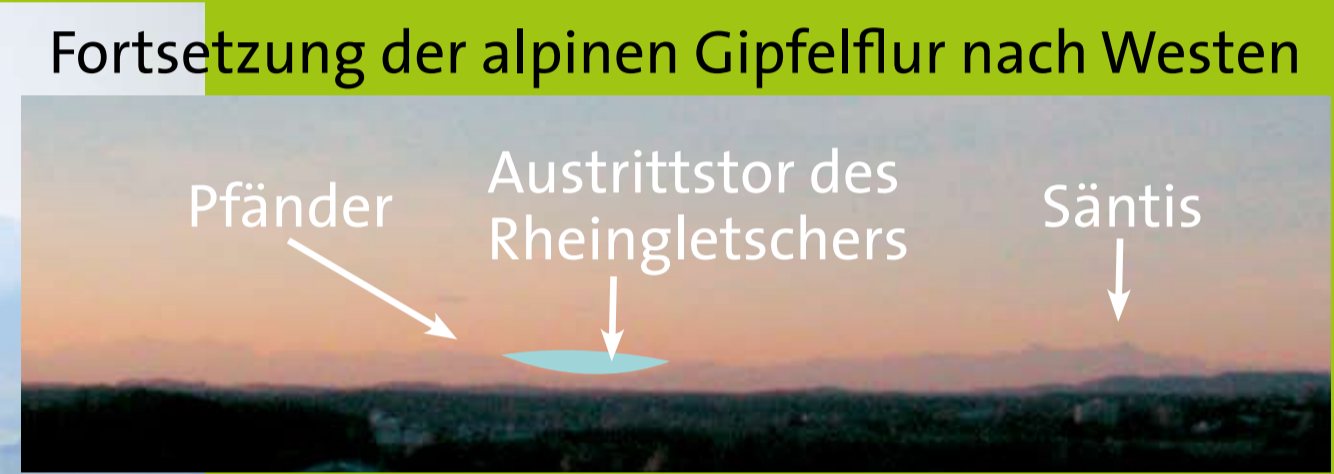 Fortsetzung der alpinen Gipfelflur nach Westen
Pfänder
Austrittstor des
Rheingletschers
Säntis